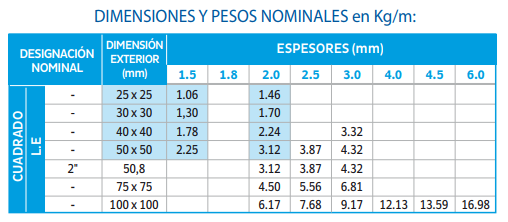 DIMENSIONES Y PESOS NOMINALES en Kg/m:
DESIGNACIÓN NOMINAL DIMENSIÓN EXTERIOR (mm) ESPESORES (mm)
1.5 1.8 2.0 2.5 3.0 4.0 4.5 6.0
CUADRADO L.E
- 25 x 25 1.06 1.46
- 30 x 30 1,30 1.70
- 40 x 40 1.78 2.24 3.32
- 50 x 50 2.25 3.12 3.87 4.32
2" 50,8 3.12 3.87 4.32
- 75 x 75 4.50 5.56 6.81
- 100 x 100 6.17 7.68 9.17 12.13 13.59 16.98